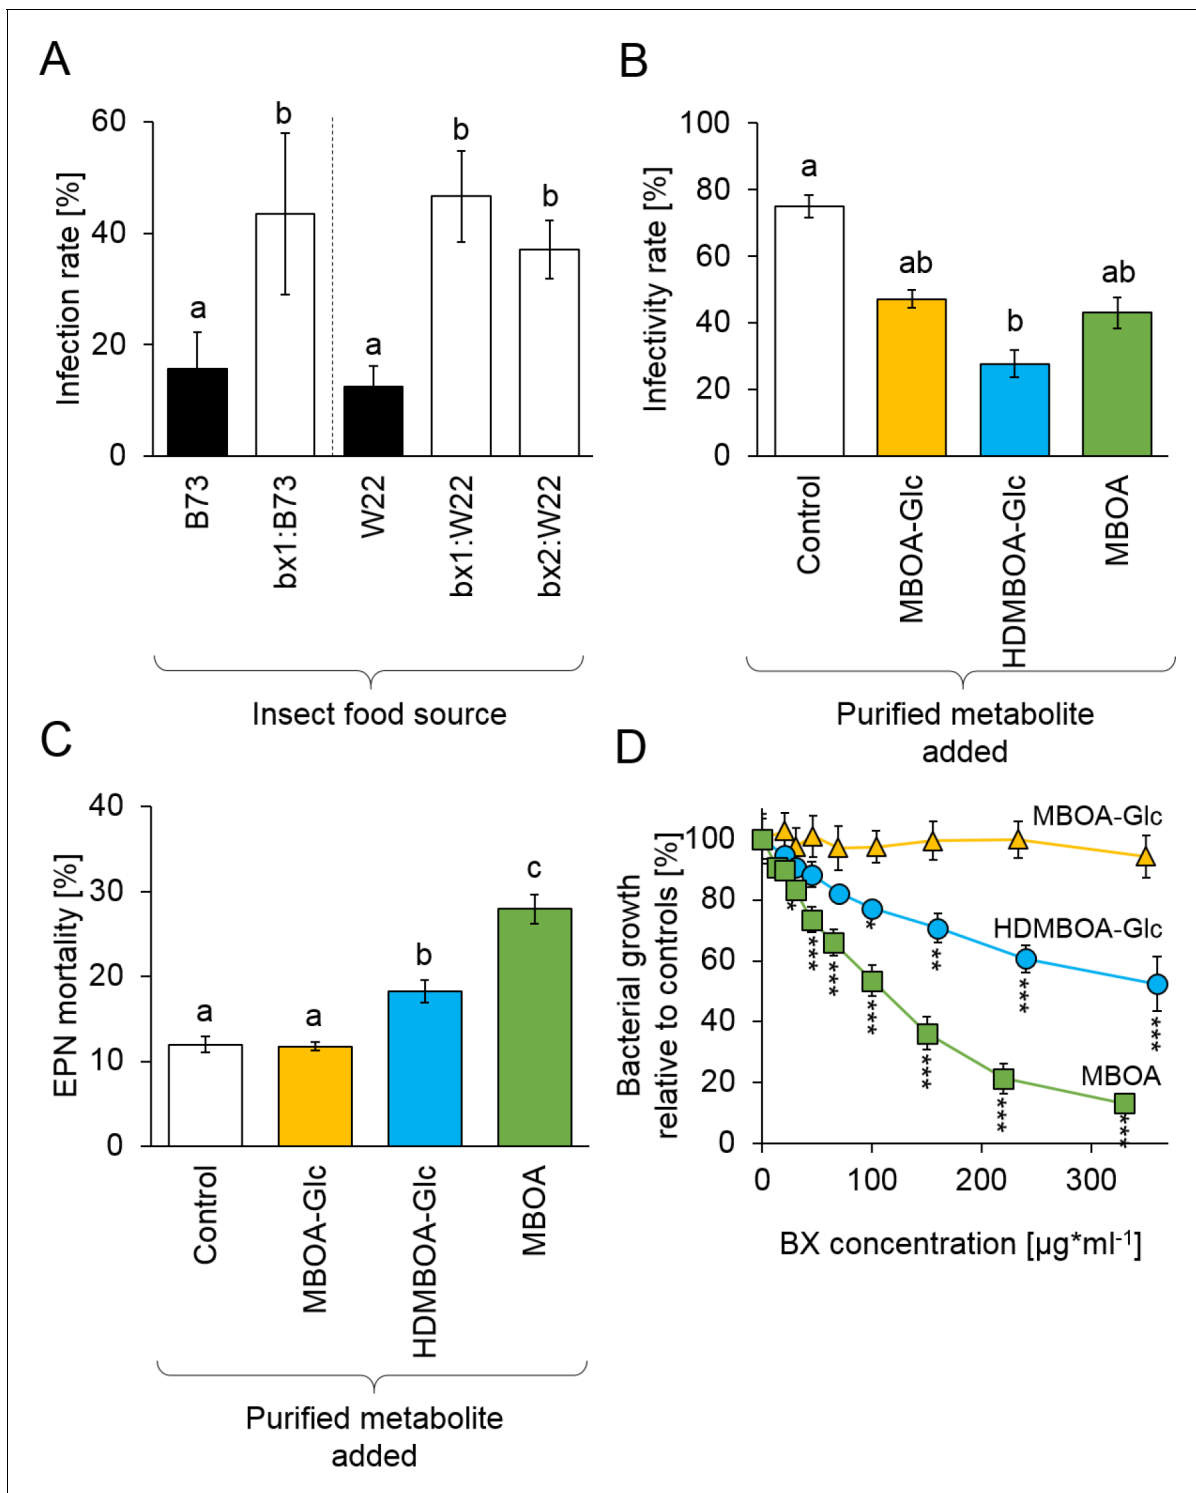 A
Infection rate [%]
60
40
20
0
b
b
b
a
a
B73
bx1:B73
W22
bx1:W22
bx2:W22
Insect food source
B
Infectivity rate [%]
100
80
60
40
20
0
a
ab
b
ab
Control
MBOA-Glc
HDMBOA-Glc
MBOA
Purified metabolite
added
C
EPN mortality [%]
40
30
20
10
0
a
a
b
c
Control
MBOA-Glc
HDMBOA-Glc
MBOA
Purified metabolite
added
D
Bacterial growth
relative to controls [%]
100
80
60
40
20
0
MBOA-Glc
HDMBOA-Glc
MBOA
*
***
***
***
***
***
***
*
**
***
***
0
100
200
300
BX concentration [µg*ml-1]